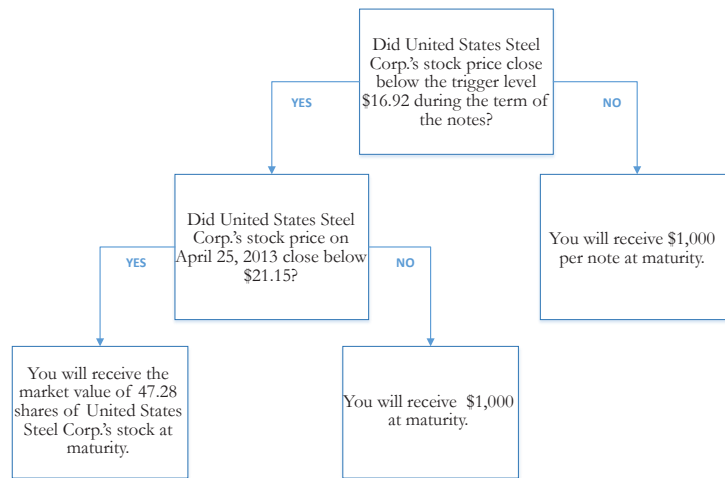 Did United States Steel
Corp.'s stock price close
below the trigger level
$16.92 during the term of
the notes?
YES
NO
Did United States Steel
Corp.'s stock price on
April 25, 2013 close below
$21.15?
You will receive $1,000
per note at maturity.
YES
NO
You will receive the
market value of 47.28
shares of United States
Steel Corp.'s stock at
maturity.
You will receive $1,000
at maturity.